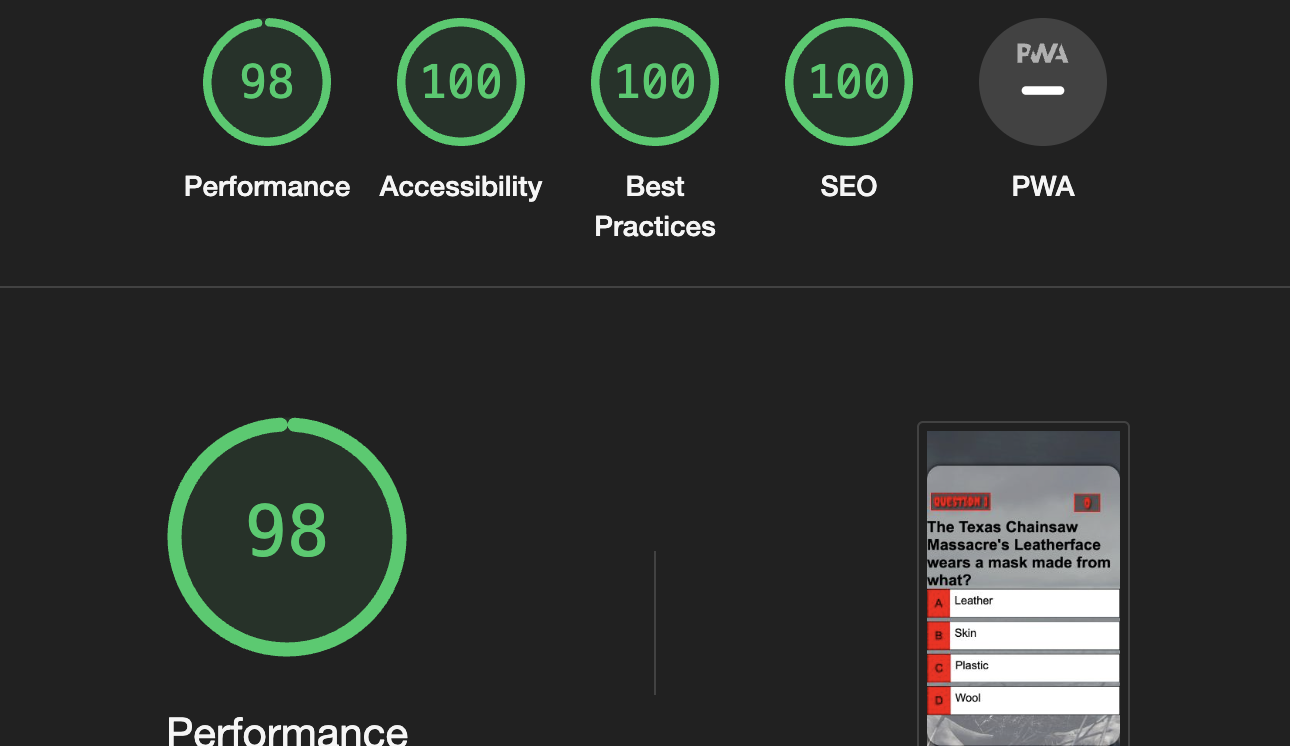 98
100
100
100
PWA
Performance
Accessibility
Best
Practices
SEO
PWA
98
Performance
QUESTION 1
0
The Texas Chainsaw
Massacre's Leatherface
wears a mask made from
what?
A Leather
B Skin
C Plastic
D Wool